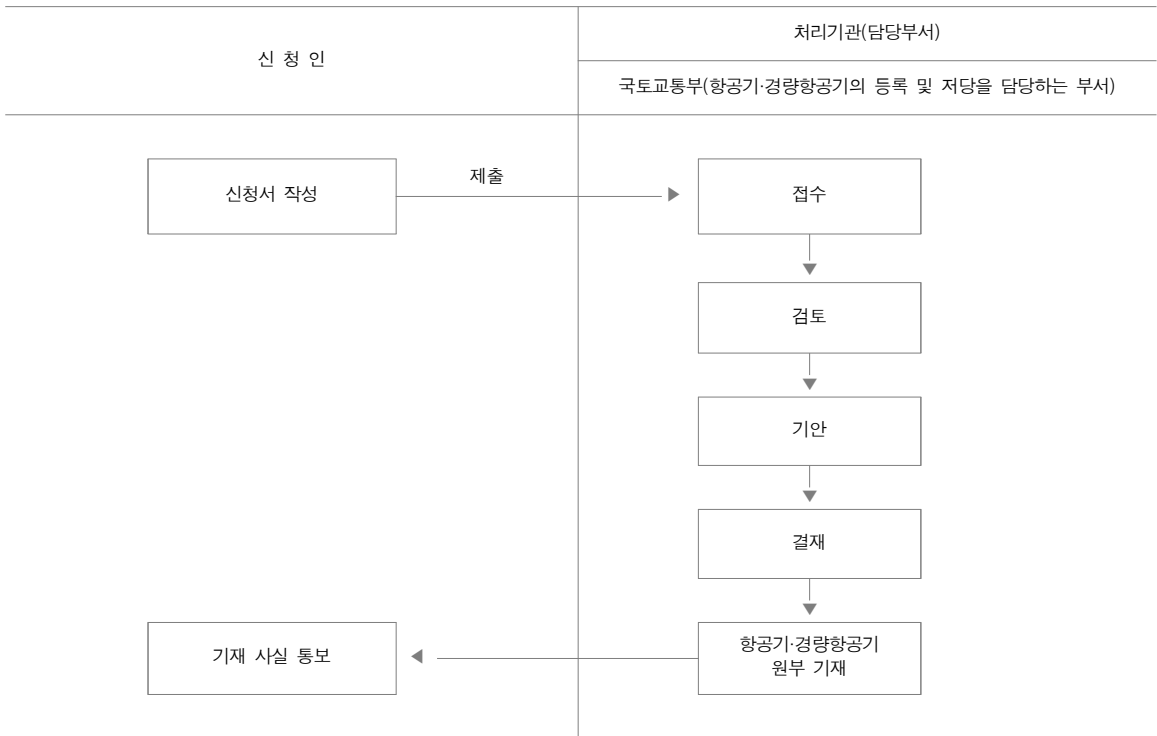 신 청 인
처리기관(담당부서)
국토교통부(항공기·경량항공기의 등록 및 저당을 담당하는 부서)
신청서 작성
제출
접수
검토
기안
결재
항공기·경량항공기
원부 기재
기재 사실 통보